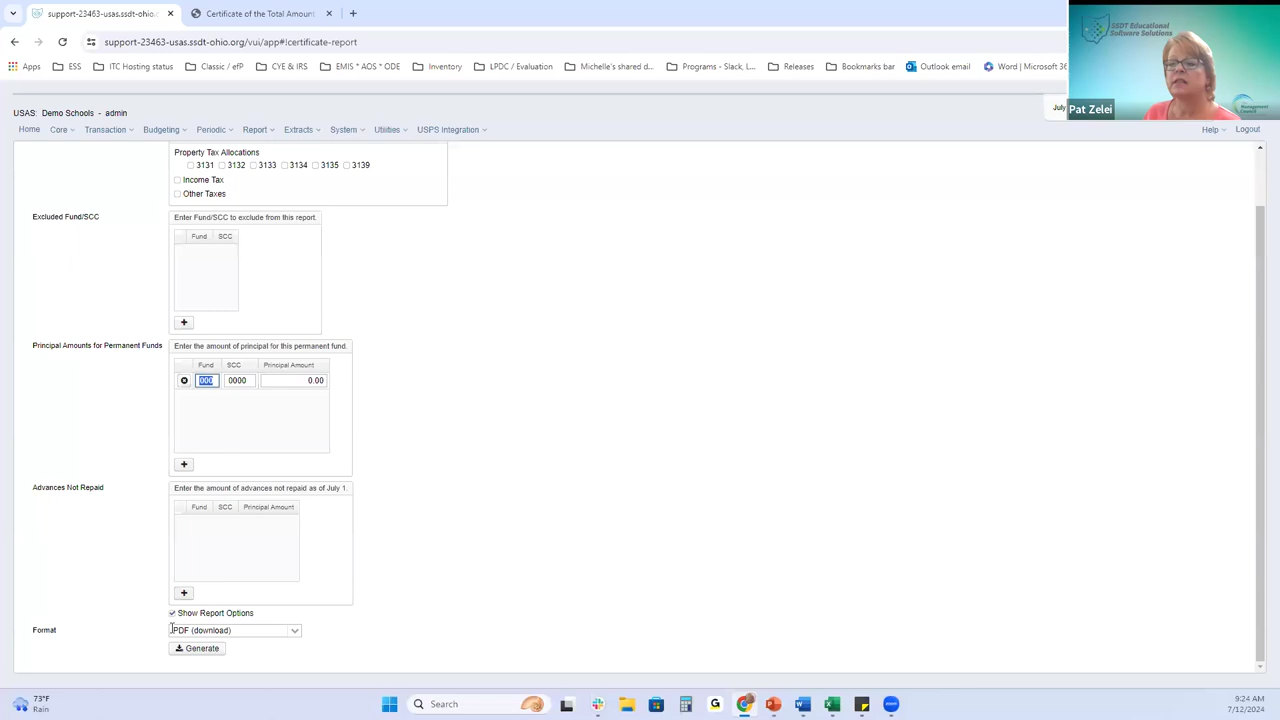 support-23463-usas.ssdt-ohio.o
Certificate of the Total Amount
support-23463-usas.ssdt-ohio.org/vui/app#!certificate-report
Apps
ESS
ITC Hosting status
Classic / efP
CYE & IRS
EMIS * AOS * ODE
Inventory
LPDC / Evaluation
Michelle's shared d...
Programs - Slack, L...
Releases
Bookmarks bar
Outlook email
Word | Microsoft 36
SSDT Educational
Software Solutions
Management
Council
Pat Zelei
July
USAS: Demo Schools - admin
Home Core Transaction Budgeting Periodic Report Extracts System Utilities USPS Integration Help Logout
Property Tax Allocations
3131 3132 3133 3134 3135 3139
Income Tax
Other Taxes
Excluded Fund/SCC
Enter Fund/SCC to exclude from this report.
Fund SCC
+
Principal Amounts for Permanent Funds
Enter the amount of principal for this permanent fund.
Fund SCC Principal Amount
000 0000 0.00
+
Advances Not Repaid
Enter the amount of advances not repaid as of July 1.
Fund SCC Principal Amount
+
Show Report Options
Format
PDF (download)
Generate
73°F
Rain
Search
9:24 AM
7/12/2024